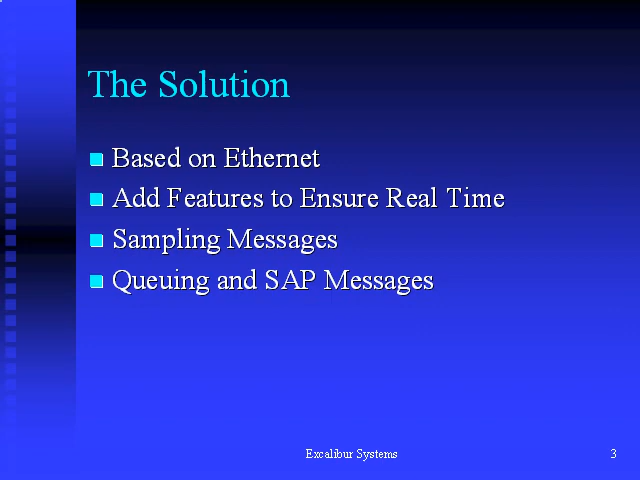 The Solution
Based on Ethernet
Add Features to Ensure Real Time
Sampling Messages
Queuing and SAP Messages
Excalibur Systems
3